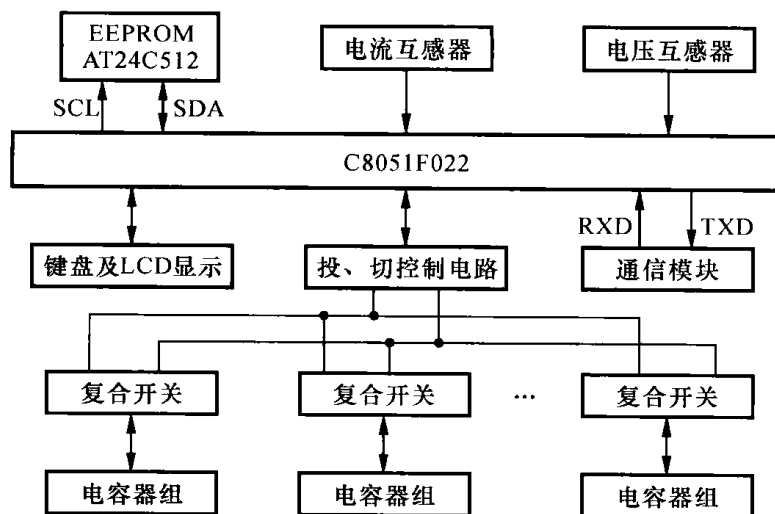 EEPROM
AT24C512
电流互感器
电压互感器
SCL
SDA
C8051F022
RXD
TXD
键盘及LCD显示
投、切控制电路
通信模块
复合开关
复合开关
...
复合开关
电容器组
电容器组
电容器组